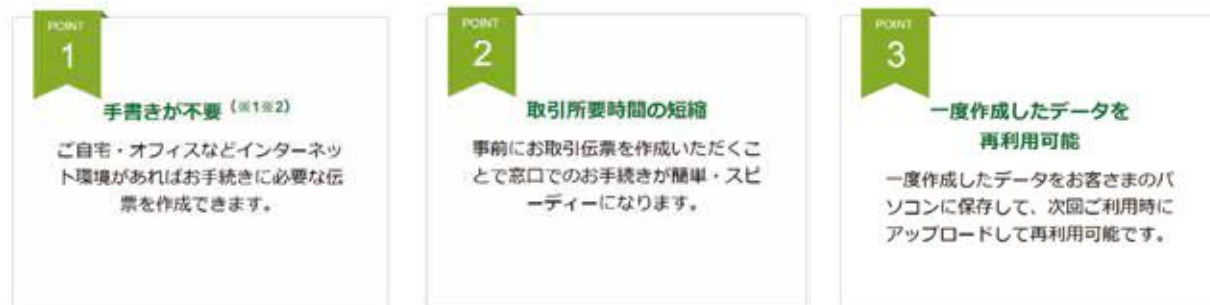 POINT
1
手書きが不要（※1※2）
ご自宅・オフィスなどインターネッ
ト環境があればお手続きに必要な伝
票を作成できます。
POINT
2
取引所要時間の短縮
事前にお取引伝票を作成いただくこ
とで窓口でのお手続きが簡単・スピ
ーディーになります。
POINT
3
一度作成したデータを
再利用可能
一度作成したデータをお客さまのパ
ソコンに保存して、次回ご利用時に
アップロードして再利用可能です。